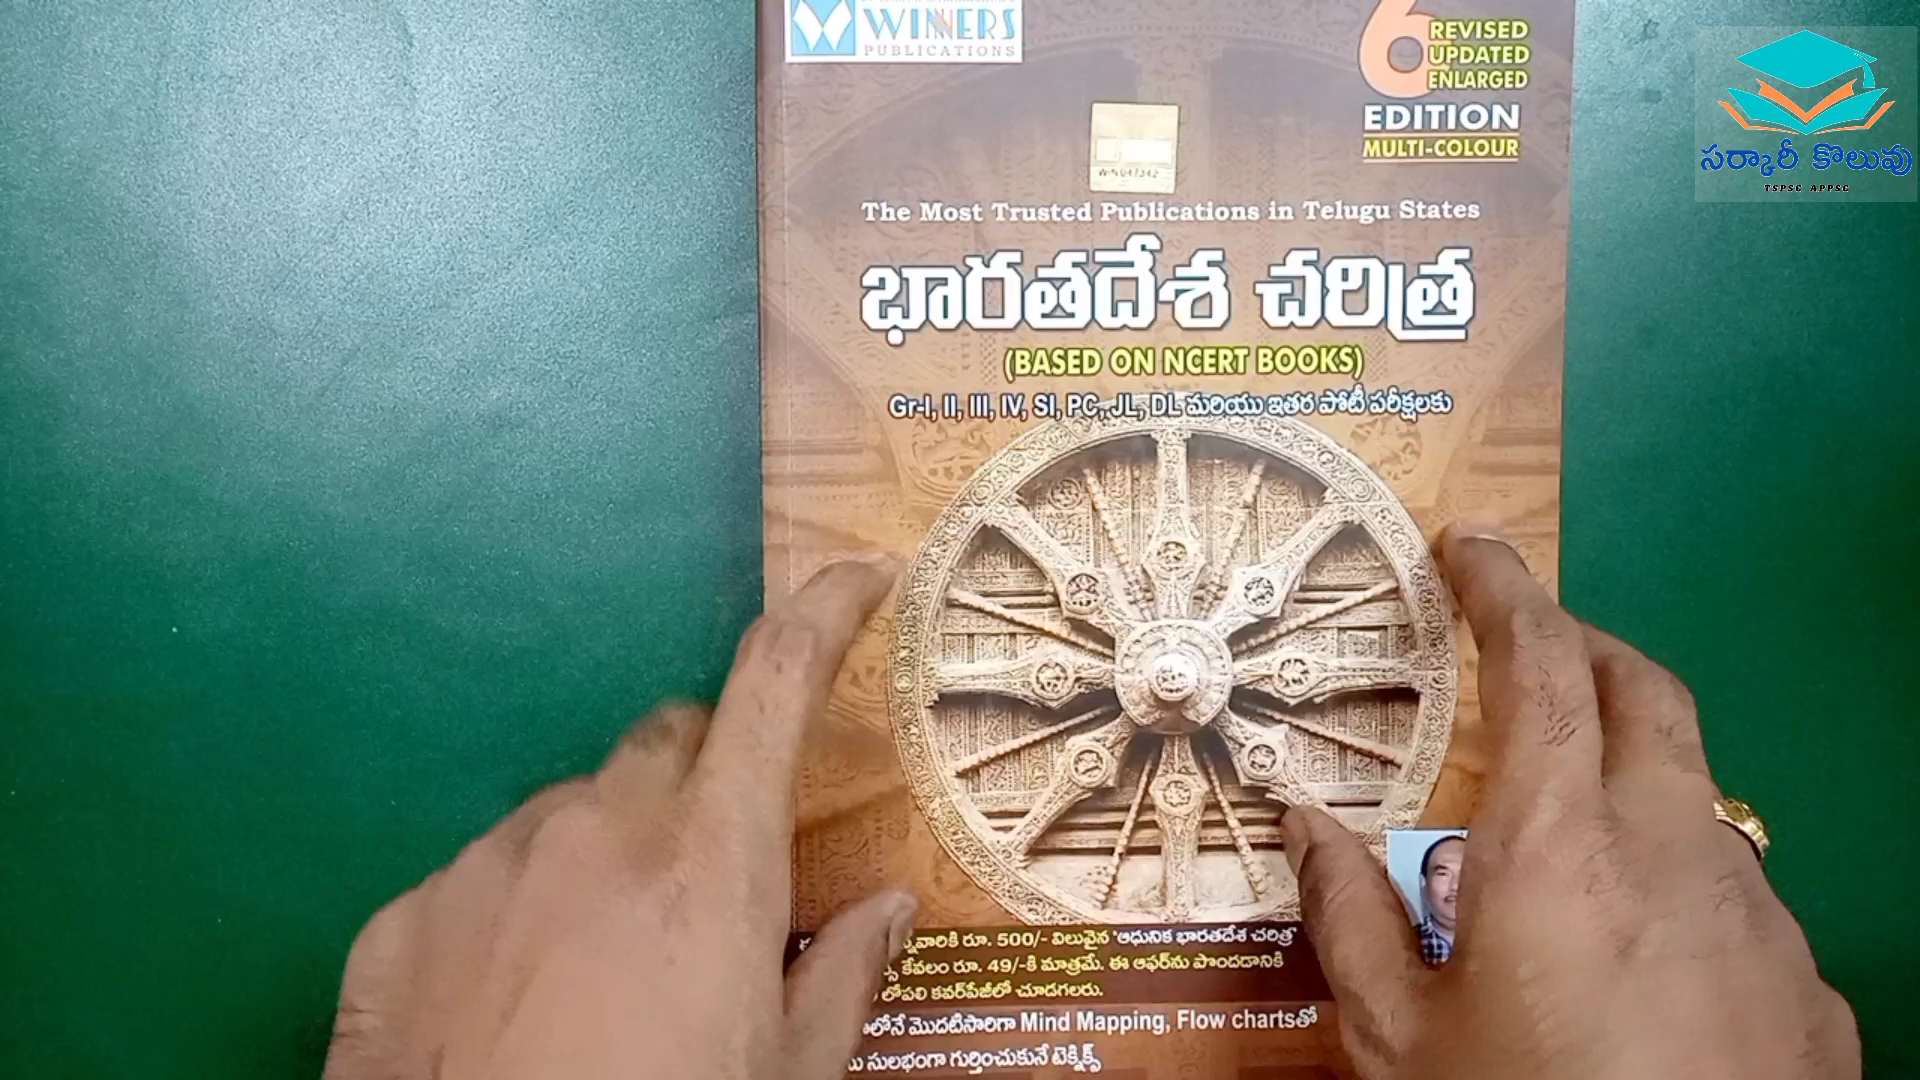 WINNERS
PUBLICATIONS
6
REVISED
UPDATED
ENLARGED
EDITION
MULTI-COLOUR
సర్కారీ కొలువు
TSPSC APPSC
The Most Trusted Publications in Telugu States
భారతదేశ చరిత్ర
(BASED ON NCERT BOOKS)
Gr-I, II, III, IV, SI, PC, JL, DL మరియు ఇతర పోటీ పరీక్షలకు
రూ. 500/- విలువైన 'ఆధునిక భారతదేశ చరిత్ర'
కేవలం రూ. 49/-కి మాత్రమే. ఈ ఆఫర్‌ను పొందడానికి
లోపలి కవర్‌పేజీలో చూడగలరు.
మొదటిసారిగా Mind Mapping, Flow chartsతో
సులభంగా గుర్తించుకునే టెక్నిక్స్